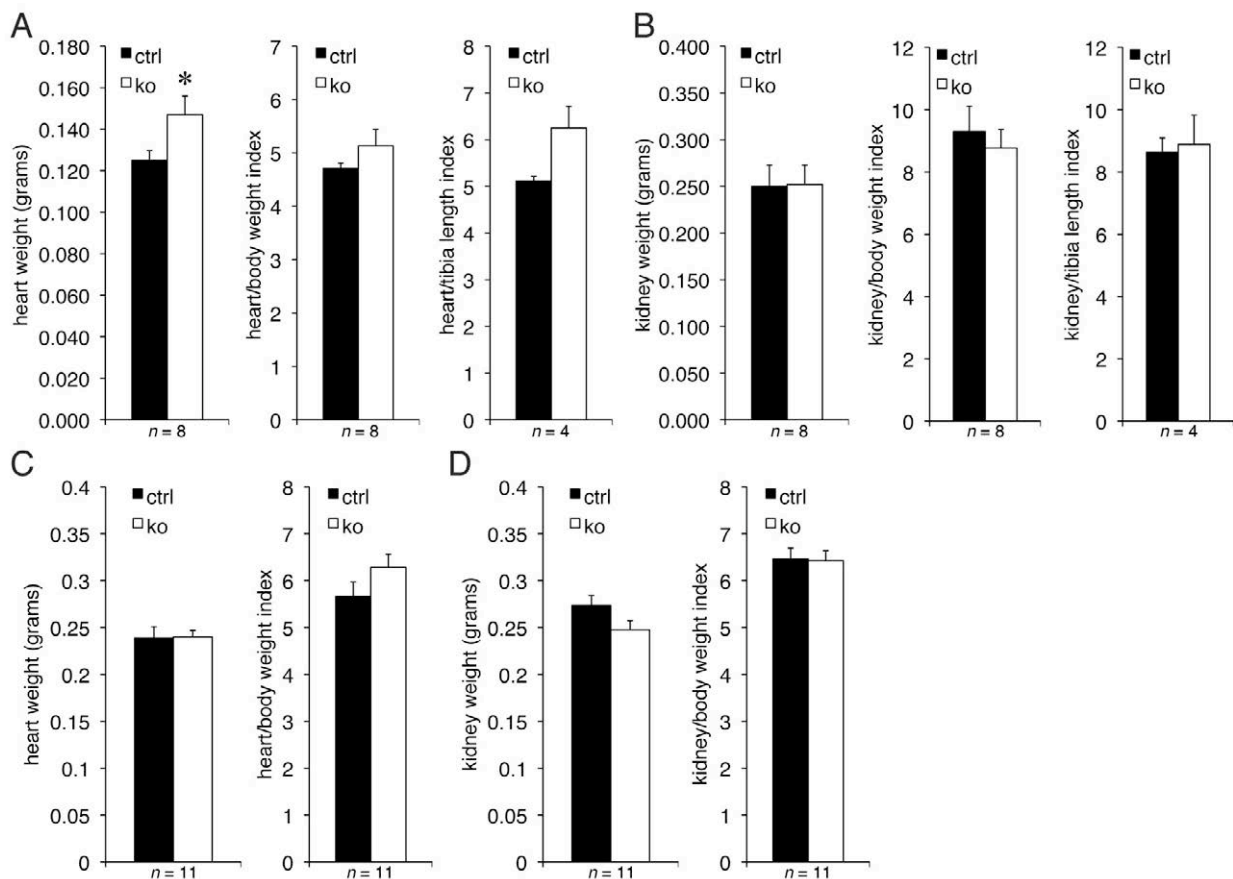 A
heart weight (grams)
0.180
0.160
0.140
0.120
0.100
0.080
0.060
0.040
0.020
0.000
ctrl
ko
*
n = 8
heart/body weight index
8
7
6
5
4
3
2
1
0
ctrl
ko
n = 8
heart/tibia length index
8
7
6
5
4
3
2
1
0
ctrl
ko
n = 4
B
kidney weight (grams)
0.400
0.350
0.300
0.250
0.200
0.150
0.100
0.050
0.000
ctrl
ko
n = 8
kidney/body weight index
12
10
8
6
4
2
0
ctrl
ko
n = 8
kidney/tibia length index
12
10
8
6
4
2
0
ctrl
ko
n = 4
C
heart weight (grams)
0.4
0.35
0.3
0.25
0.2
0.15
0.1
0.05
0
ctrl
ko
n = 11
heart/body weight index
8
7
6
5
4
3
2
1
0
ctrl
ko
n = 11
D
kidney weight (grams)
0.4
0.35
0.3
0.25
0.2
0.15
0.1
0.05
0
ctrl
ko
n = 11
kidney/body weight index
8
7
6
5
4
3
2
1
0
ctrl
ko
n = 11